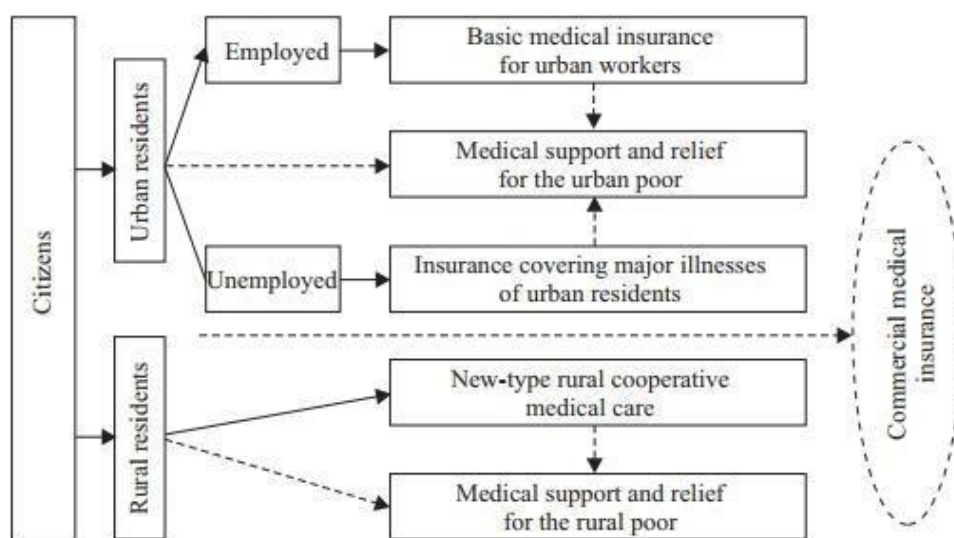 Citizens
Urban residents
Employed
Basic medical insurance
for urban workers
Medical support and relief
for the urban poor
Unemployed
Insurance covering major illnesses
of urban residents
Rural residents
New-type rural cooperative
medical care
Medical support and relief
for the rural poor
Commercial medical
insurance